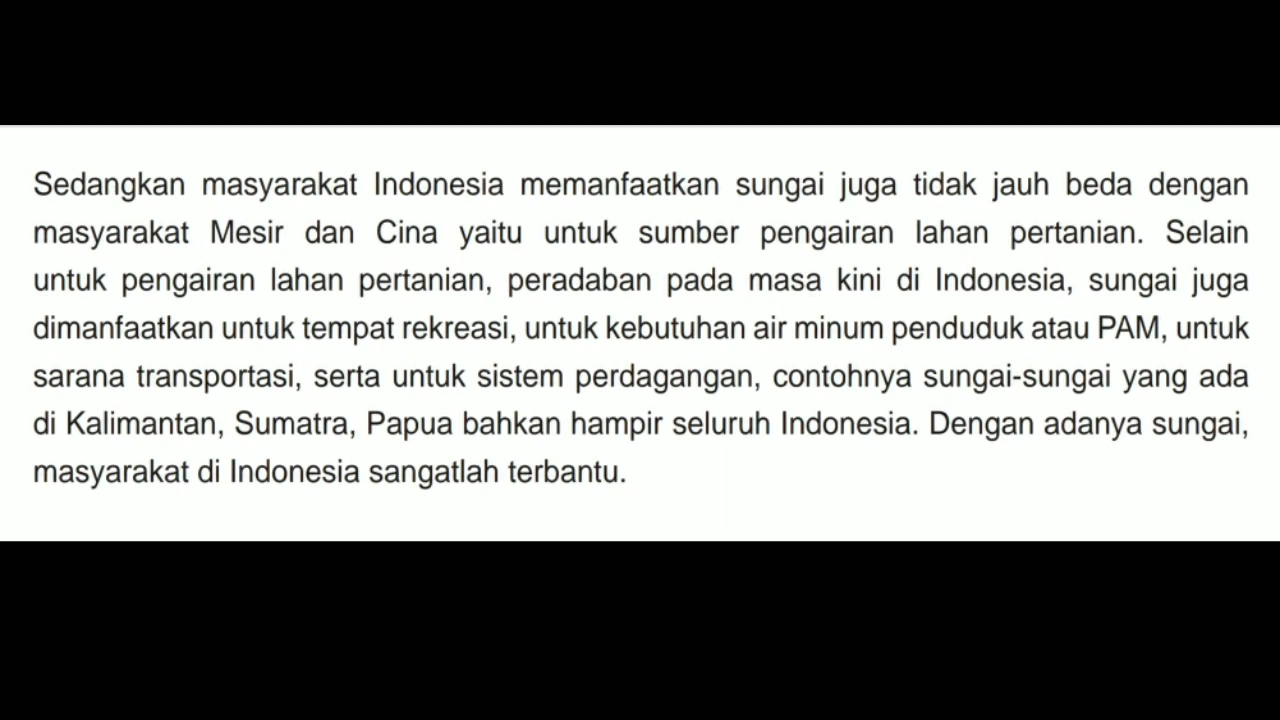 Sedangkan masyarakat Indonesia memanfaatkan sungai juga tidak jauh beda dengan
masyarakat Mesir dan Cina yaitu untuk sumber pengairan lahan pertanian. Selain
untuk pengairan lahan pertanian, peradaban pada masa kini di Indonesia, sungai juga
dimanfaatkan untuk tempat rekreasi, untuk kebutuhan air minum penduduk atau PAM, untuk
sarana transportasi, serta untuk sistem perdagangan, contohnya sungai-sungai yang ada
di Kalimantan, Sumatra, Papua bahkan hampir seluruh Indonesia. Dengan adanya sungai,
masyarakat di Indonesia sangatlah terbantu.